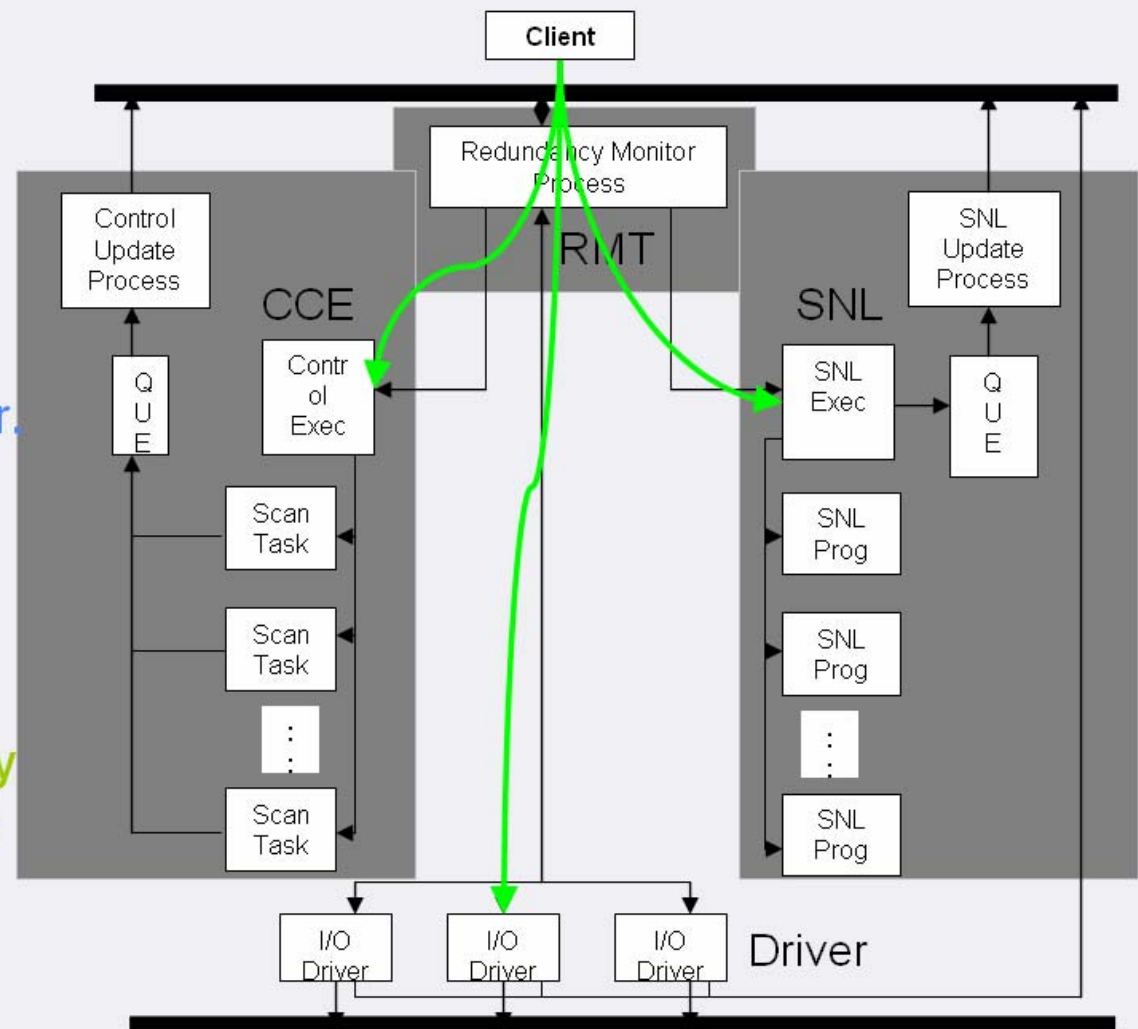 Client
Redundancy Monitor
Process
RMT
Control
Update
Process
CCE
Contr
ol
Exec
Q
U
E
r.
Scan
Task
Scan
Task
:
.
Scan
Task
y
SNL
SNL
Update
Process
SNL
Exec
Q
U
E
SNL
Prog
SNL
Prog
:
.
SNL
Prog
I/O
Driver
I/O
Driver
I/O
Driver
Driver